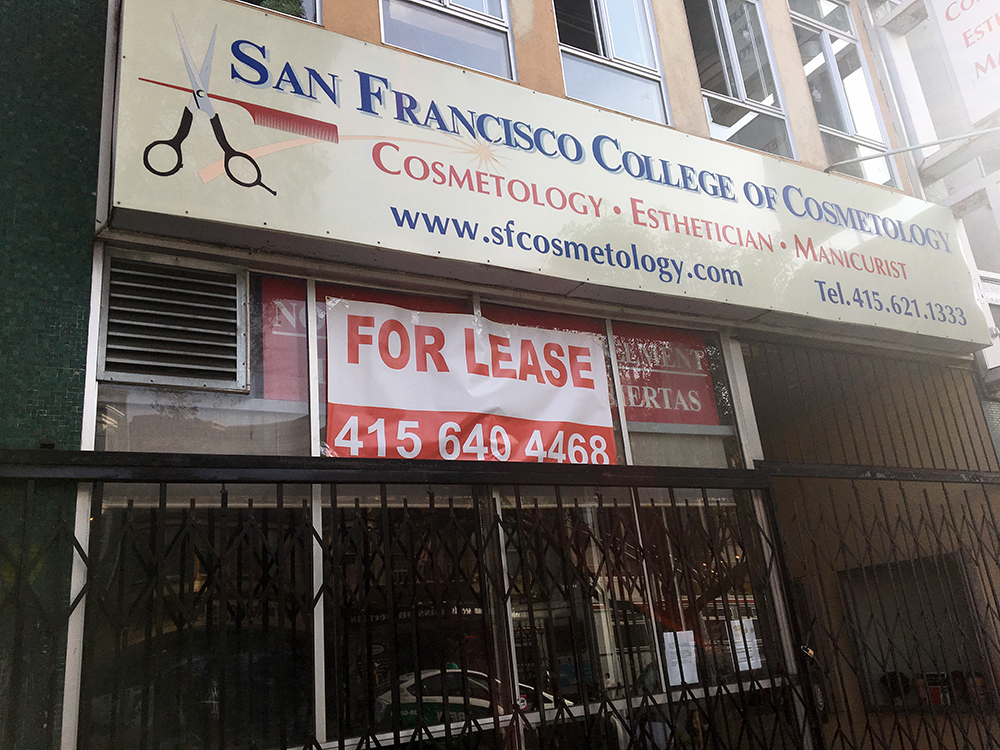 SAN FRANCISCO COLLEGE OF COSMETOLOGY
COSMETOLOGY • ESTHETICIAN • MANICURIST
www.sfcosmetology.com
Tel.415.621.1333
FOR LEASE
415 640 4468